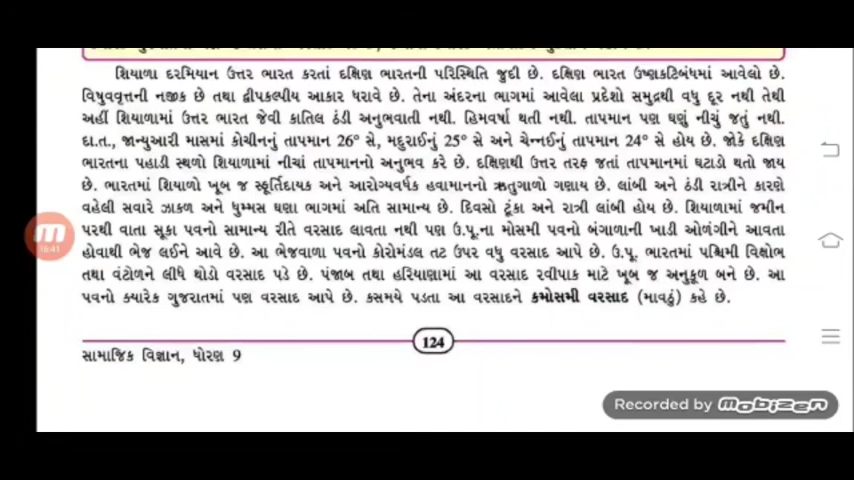 શિયાળા દરમિયાન ઉત્તર ભારત કરતાં દક્ષિણ ભારતની પરિસ્થિતિ જુદી છે. દક્ષિણ ભારત ઉષ્ણકટિબંધમાં આવેલો છે.
વિષુવવૃત્તની નજીક છે તથા દ્વીપકલ્પીય આકાર ધરાવે છે. તેના અંદરના ભાગમાં આવેલા પ્રદેશો સમુદ્રથી વધુ દૂર નથી તેથી
અહીં શિયાળામાં ઉત્તર ભારત જેવી કાતિલ ઠંડી અનુભવાતી નથી. હિમવર્ષા થતી નથી. તાપમાન પણ ઘણું નીચું જતું નથી.
દા.ત., જાન્યુઆરી માસમાં કોચીનનું તાપમાન 26° સે, મદુરાઈનું 25° સે અને ચેન્નઈનું તાપમાન 24° સે હોય છે. જોકે દક્ષિણ
ભારતના પહાડી સ્થળો શિયાળામાં નીચાં તાપમાનનો અનુભવ કરે છે. દક્ષિણથી ઉત્તર તરફ જતાં તાપમાનમાં ઘટાડો થતો જાય
છે. ભારતમાં શિયાળો ખૂબ જ સ્ફૂર્તિદાયક અને આરોગ્યવર્ધક હવામાનનો ઋતુગાળો ગણાય છે. લાંબી અને ઠંડી રાત્રીને કારણે
વહેલી સવારે ઝાકળ અને ધુમ્મસ ઘણા ભાગમાં અતિ સામાન્ય છે. દિવસો ટૂંકા અને રાત્રી લાંબી હોય છે. શિયાળામાં જમીન
પરથી વાતા સૂકા પવનો સામાન્ય રીતે વરસાદ લાવતા નથી પણ ઉ.પૂ.ના મોસમી પવનો બંગાળાની ખાડી ઓળંગીને આવતા
હોવાથી ભેજ લઈને આવે છે. આ ભેજવાળા પવનો કોરોમંડલ તટ ઉપર વધુ વરસાદ આપે છે. ઉ.પૂ. ભારતમાં પશ્ચિમી વિક્ષોભ
તથા વંટોળને લીધે થોડો વરસાદ પડે છે. પંજાબ તથા હરિયાણામાં આ વરસાદ રવીપાક માટે ખૂબ જ અનુકૂળ બને છે. આ
પવનો ક્યારેક ગુજરાતમાં પણ વરસાદ આપે છે. કસમયે પડતા આ વરસાદને કમોસમી વરસાદ (માવઠું) કહે છે.
124
સામાજિક વિજ્ઞાન, ધોરણ 9
16:41
Recorded by mobizen